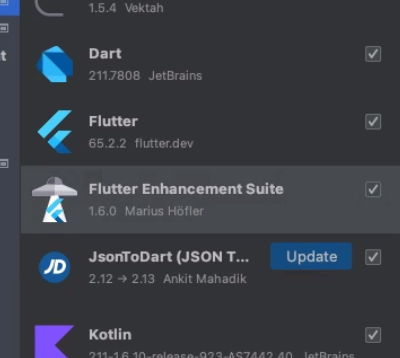 1.5.4 Vektah
Dart
211.7808 JetBrains
Flutter
65.2.2 flutter.dev
Flutter Enhancement Suite
1.6.0 Marius Höfler
JD
JsonToDart (JSON T...
Update
2.12 → 2.13 Ankit Mahadik
Kotlin
211-1.6.10-release-923-AS7442.40 JetBrains